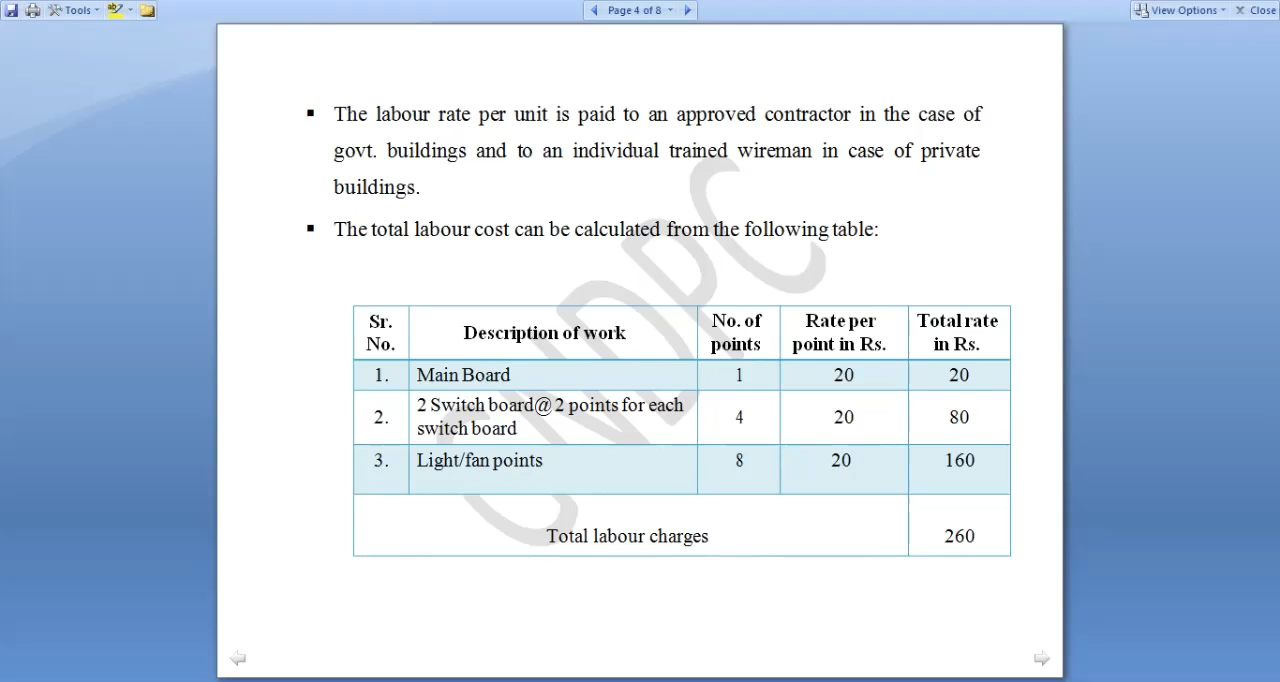 Tools
Page 4 of 8
View Options
Close
▪ The labour rate per unit is paid to an approved contractor in the case of
govt. buildings and to an individual trained wireman in case of private
buildings.
▪ The total labour cost can be calculated from the following table:
Sr. No. Description of work No. of points Rate per point in Rs. Total rate in Rs.
1. Main Board 1 20 20
2. 2 Switch board@ 2 points for each switch board 4 20 80
3. Light/fan points 8 20 160
Total labour charges 260
CNDPC